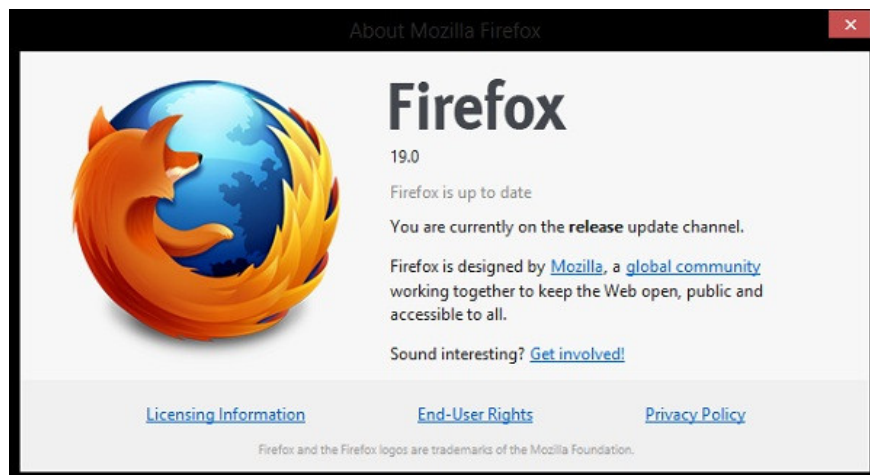 About Mozilla Firefox
Firefox
19.0
Firefox is up to date
You are currently on the release update channel.
Firefox is designed by Mozilla, a global community
working together to keep the Web open, public and
accessible to all.
Sound interesting? Get involved!
Licensing Information End-User Rights Privacy Policy
Firefox and the Firefox logos are trademarks of the Mozilla Foundation.